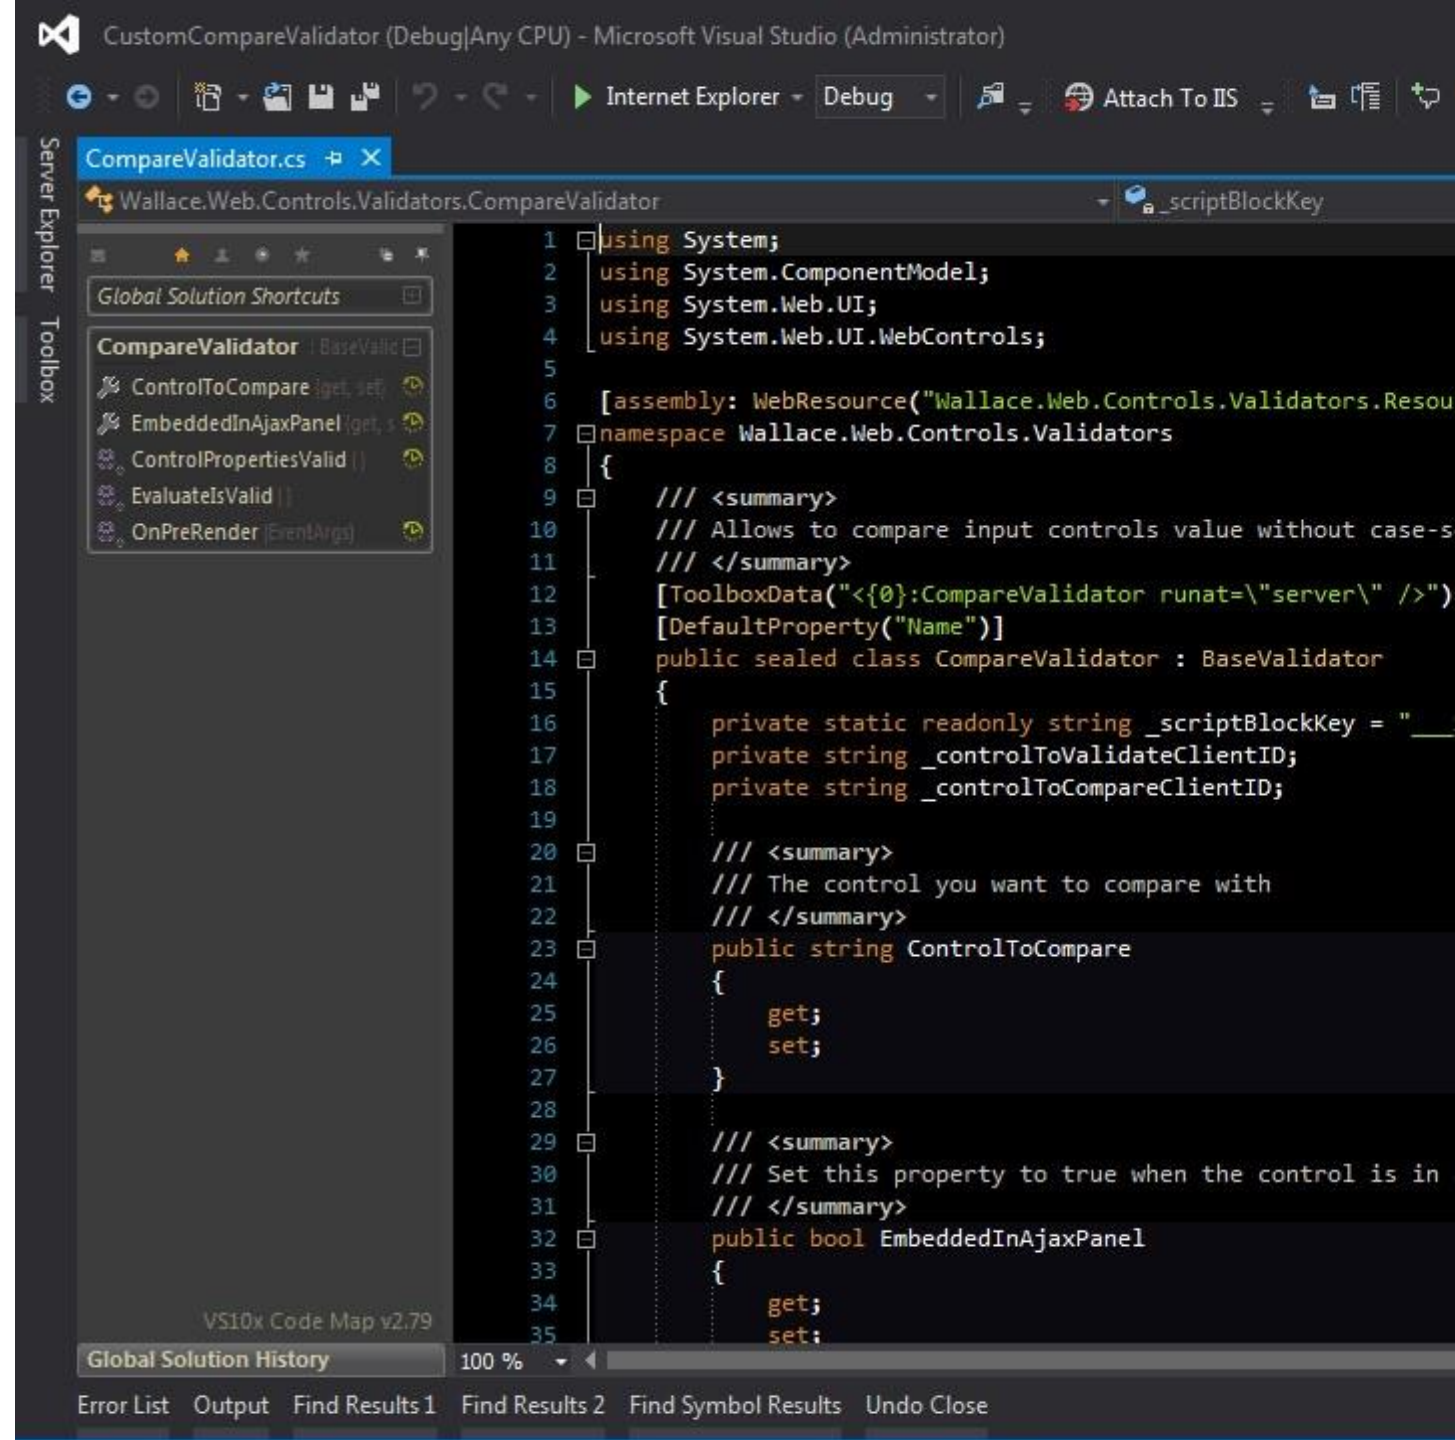 CustomCompareValidator (Debug|Any CPU) - Microsoft Visual Studio (Administrator)
Internet Explorer Debug Attach To IIS
Server Explorer
Toolbox
CompareValidator.cs
Wallace.Web.Controls.Validators.CompareValidator _scriptBlockKey
Global Solution Shortcuts
CompareValidator : BaseValid
ControlToCompare {get, set}
EmbeddedInAjaxPanel {get, s
ControlPropertiesValid ()
EvaluateIsValid ()
OnPreRender (EventArgs)
VS10x Code Map v2.79
Global Solution History
1 using System;
2 using System.ComponentModel;
3 using System.Web.UI;
4 using System.Web.UI.WebControls;
5
6 [assembly: WebResource("Wallace.Web.Controls.Validators.Resou
7 namespace Wallace.Web.Controls.Validators
8 {
9 /// <summary>
10 /// Allows to compare input controls value without case-s
11 /// </summary>
12 [ToolboxData("<{0}:CompareValidator runat=\"server\" />")
13 [DefaultProperty("Name")]
14 public sealed class CompareValidator : BaseValidator
15 {
16 private static readonly string _scriptBlockKey = "___
17 private string _controlToValidateClientID;
18 private string _controlToCompareClientID;
19
20 /// <summary>
21 /// The control you want to compare with
22 /// </summary>
23 public string ControlToCompare
24 {
25 get;
26 set;
27 }
28
29 /// <summary>
30 /// Set this property to true when the control is in
31 /// </summary>
32 public bool EmbeddedInAjaxPanel
33 {
34 get;
35 set;
100 %
Error List Output Find Results 1 Find Results 2 Find Symbol Results Undo Close